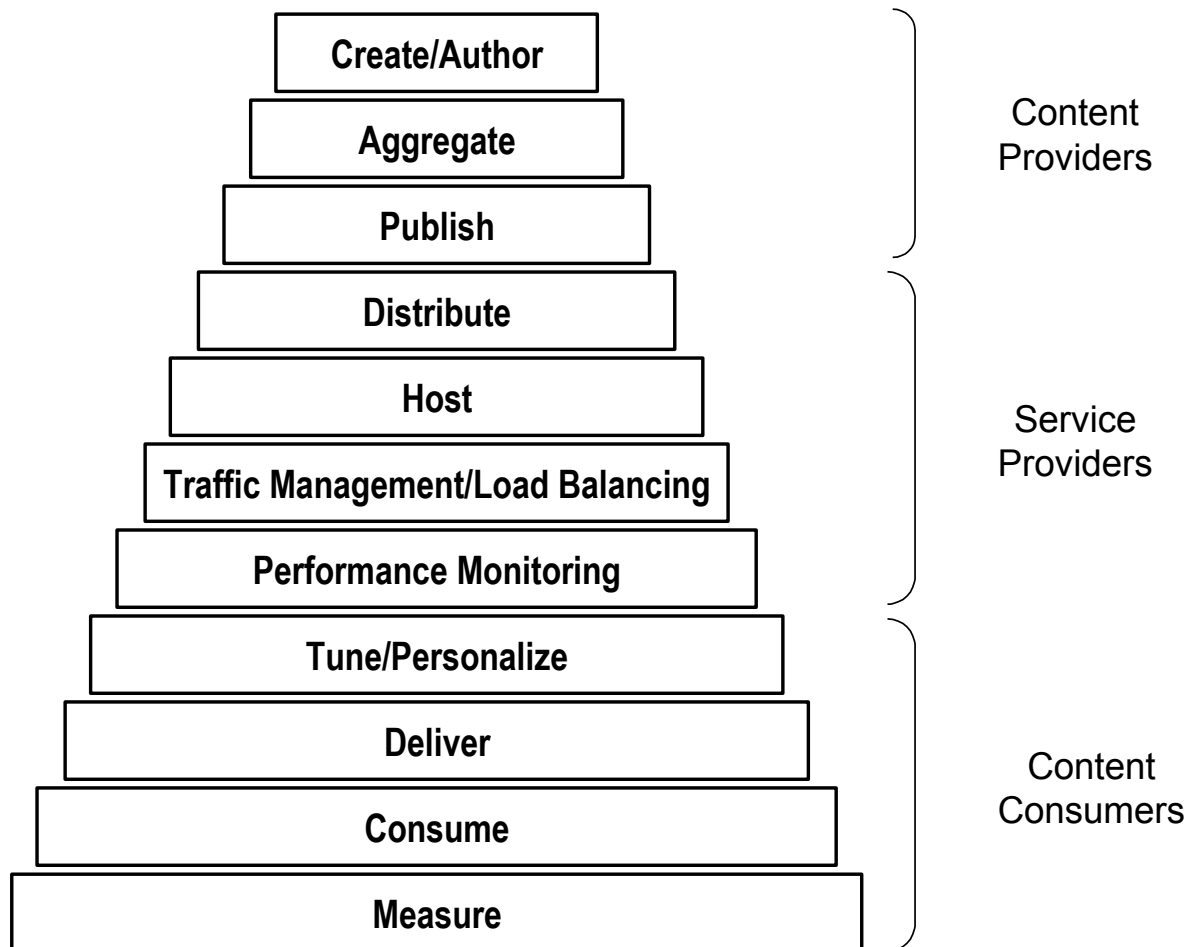 Create/Author
Aggregate
Publish
Content
Providers
Distribute
Host
Traffic Management/Load Balancing
Performance Monitoring
Service
Providers
Tune/Personalize
Deliver
Consume
Measure
Content
Consumers